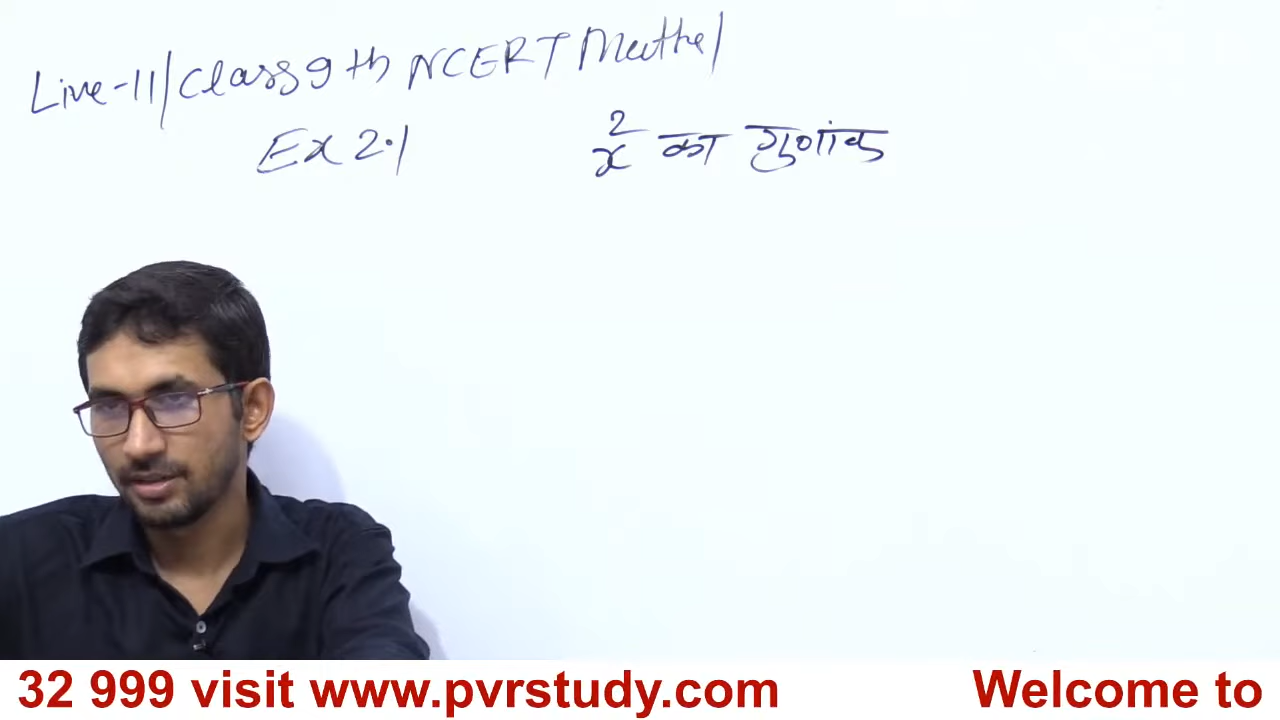 Live-11/Class 9th NCERT Maths/
Ex 2.1
x² का गुणांक
32 999 visit www.pvrstudy.com Welcome to